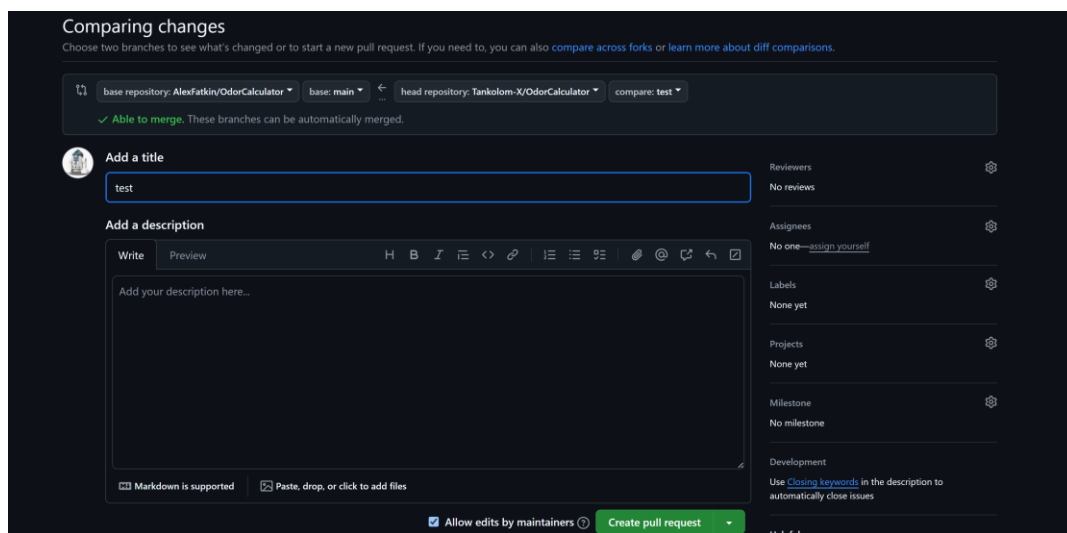 Comparing changes
Choose two branches to see what's changed or to start a new pull request. If you need to, you can also compare across forks or learn more about diff comparisons.
base repository: AlexFatkin/OdorCalculator base: main ... head repository: Tankolom-X/OdorCalculator compare: test
Able to merge. These branches can be automatically merged.
Add a title
test
Add a description
Write Preview
Add your description here...
Markdown is supported Paste, drop, or click to add files
Allow edits by maintainers Create pull request
Reviewers
No reviews
Assignees
No one—assign yourself
Labels
None yet
Projects
None yet
Milestone
No milestone
Development
Use Closing keywords in the description to
automatically close issues